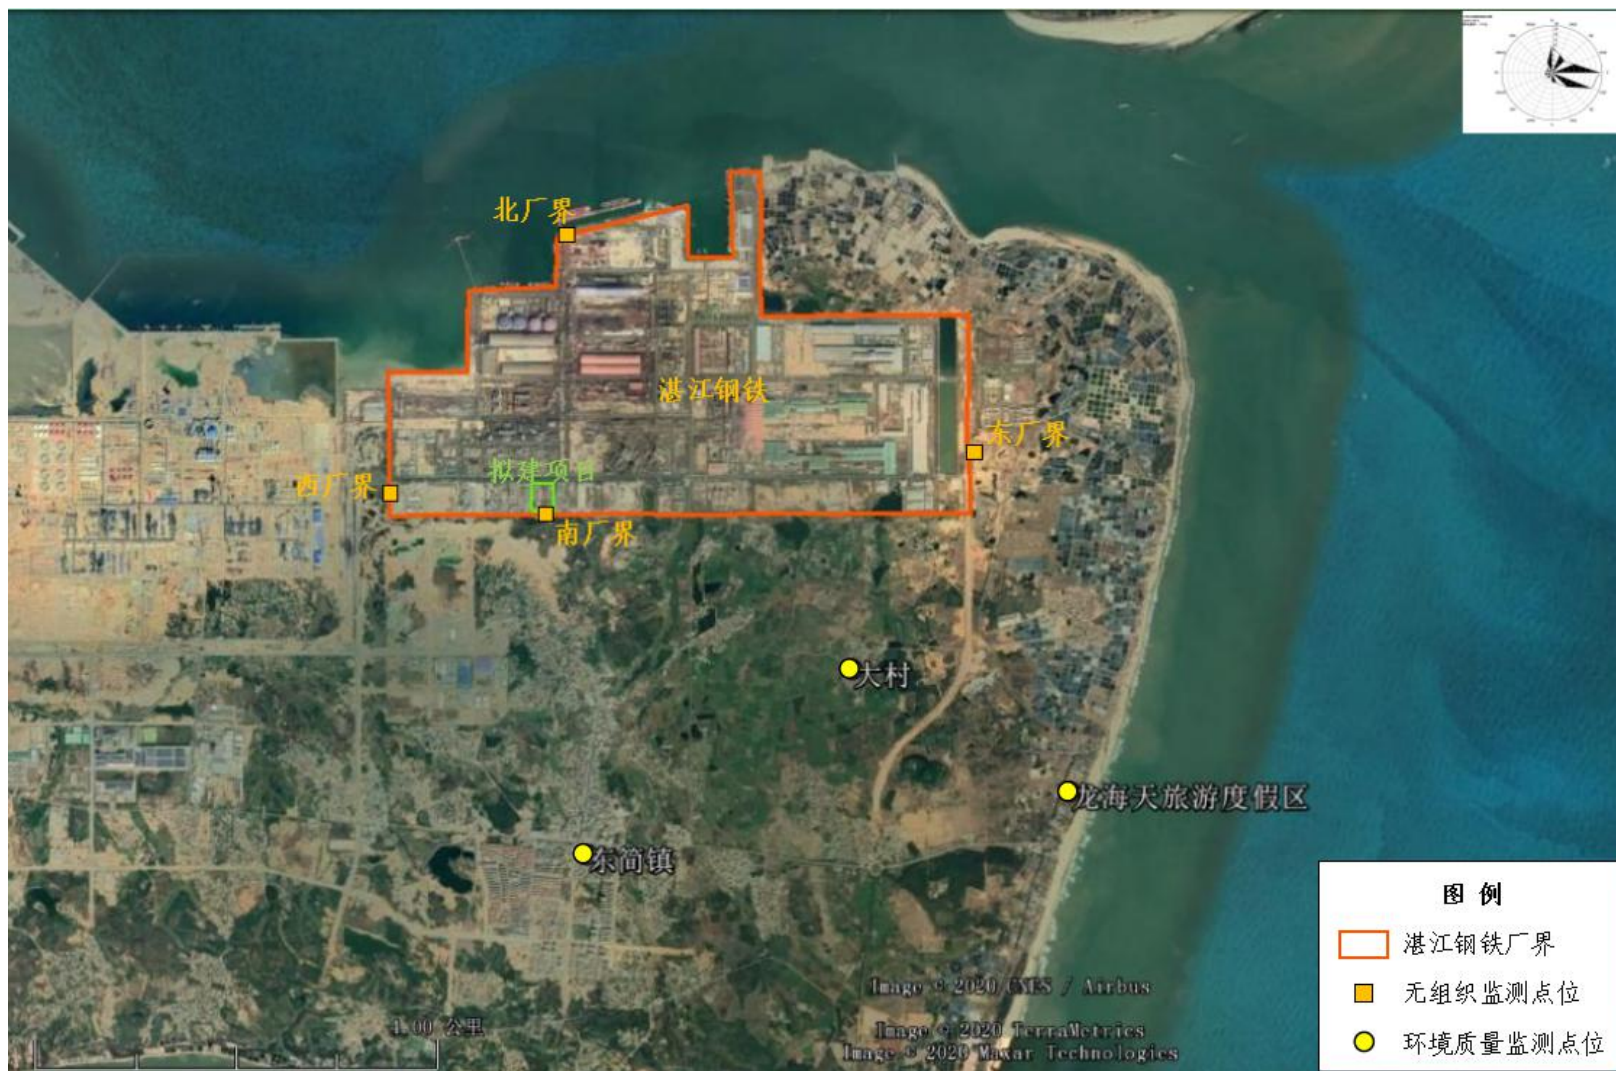 北厂界
湛江钢铁
东厂界
拟建项目
西厂界
南厂界
大村
龙海天旅游度假区
东简镇
图 例
湛江钢铁厂界
无组织监测点位
环境质量监测点位
Image © 2020 CNES / Airbus
4.00 公里
Image © 2020 TerraMetrics
Image © 2020 Maxar Technologies